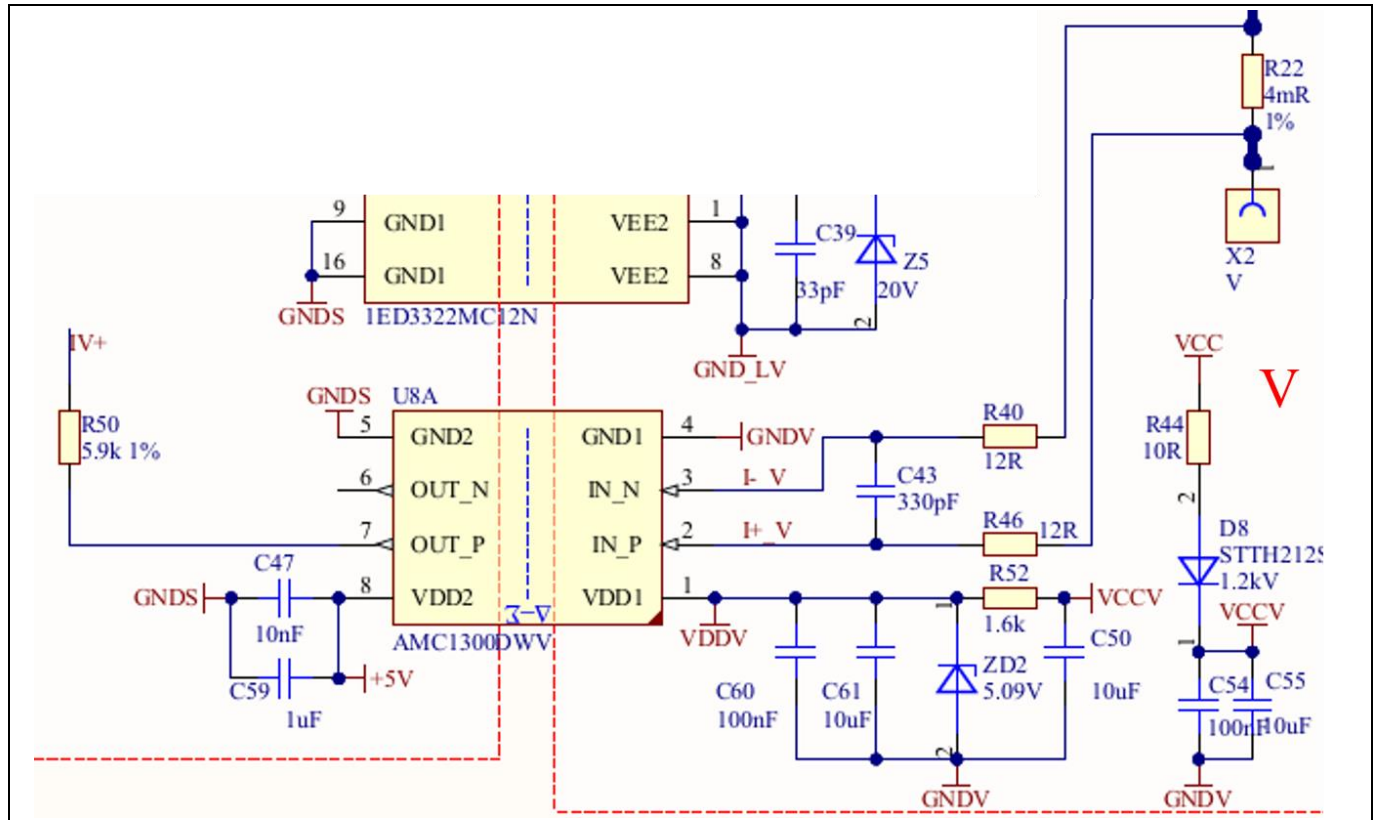 R22
4mR
1%
1
X2
V
9
GND1
VEE2
1
16
GND1
VEE2
8
GNDS
1ED3322MC12N
C39
33pF
Z5
20V
2
GND_LV
IV+
R50
5.9k 1%
GNDS
U8A
5
GND2
GND1
4
GNDV
6
OUT_N
IN_N
3
I-_V
7
OUT_P
IN_P
2
I+_V
8
VDD2
VDD1
1
Σ-Δ
AMC1300DWV
C47
GNDS
10nF
C59
1uF
+5V
R40
12R
C43
330pF
R46
12R
R52
1.6k
VCCV
VDDV
1
ZD2
5.09V
2
C50
10uF
C60
100nF
C61
10uF
GNDV
VCC
V
R44
10R
2
D8
STTH212S
1.2kV
VCCV
1
C54
100nF
C55
10uF
GNDV